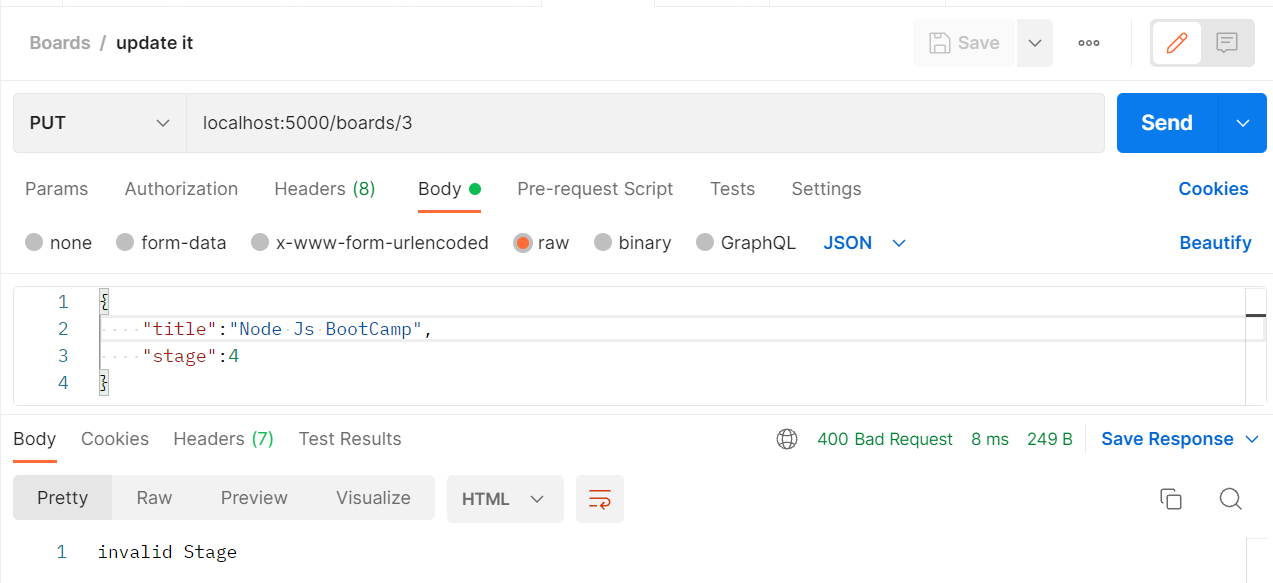 Boards / update it
Save
PUT localhost:5000/boards/3 Send
Params Authorization Headers (8) Body Pre-request Script Tests Settings Cookies
none form-data x-www-form-urlencoded raw binary GraphQL JSON Beautify
1 {
2 "title":"Node Js BootCamp",
3 "stage":4
4 }
Body Cookies Headers (7) Test Results 400 Bad Request 8 ms 249 B Save Response
Pretty Raw Preview Visualize HTML
1 invalid Stage